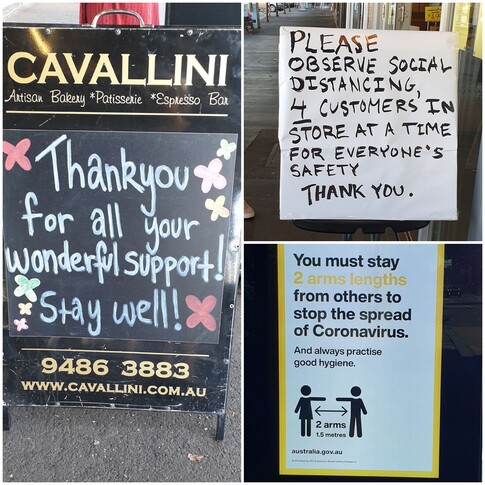 CAVALLINI
Artisan Bakery *Patisserie *Espresso Bar
Thankyou
for all your
wonderful support!
Stay well!
9486 3883
WWW.CAVALLINI.COM.AU
PLEASE
OBSERVE SOCIAL
DISTANCING,
4 CUSTOMERS IN
STORE AT A TIME
FOR EVERYONE'S
SAFETY
THANK YOU.
You must stay
2 arms lengths
from others to
stop the spread
of Coronavirus.
And always practise
good hygiene.
2 arms
1.5 metres
australia.gov.au